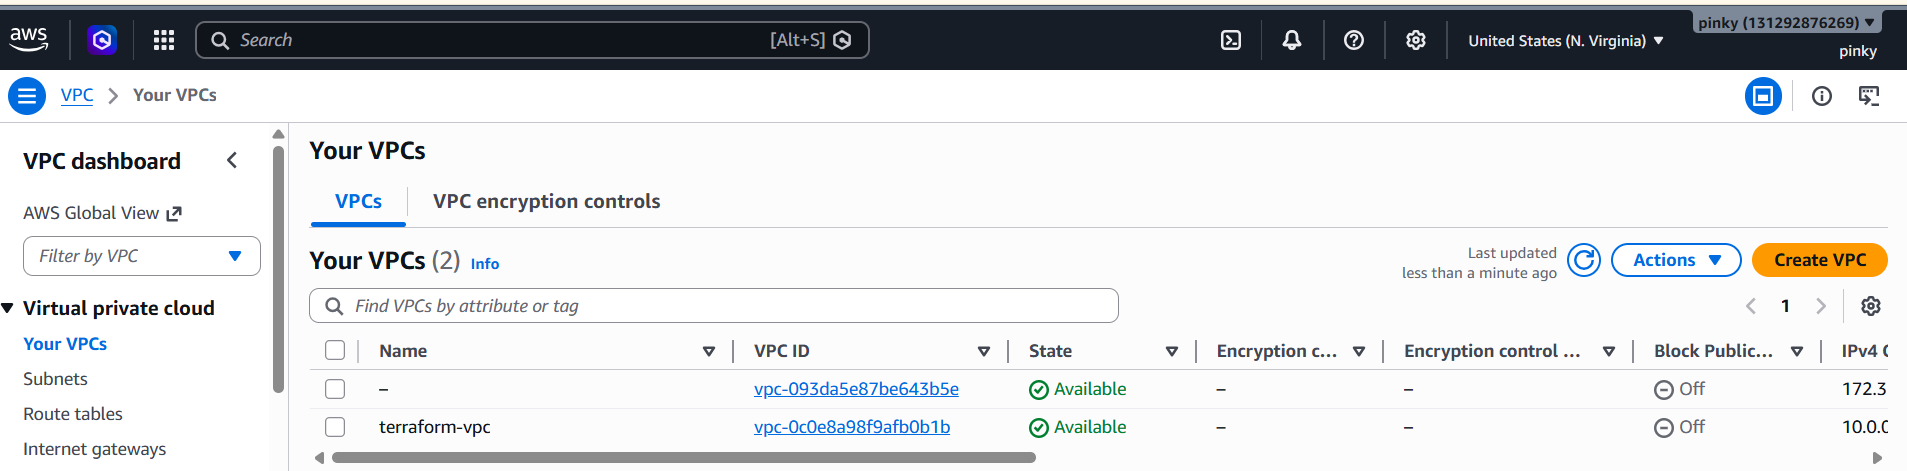 aws
Search [Alt+S]
United States (N. Virginia)
pinky (131292876269)
pinky
VPC Your VPCs
VPC dashboard
AWS Global View
Filter by VPC
Virtual private cloud
Your VPCs
Subnets
Route tables
Internet gateways
Your VPCs
VPCs VPC encryption controls
Your VPCs (2) Info
Last updated
less than a minute ago
Actions
Create VPC
Find VPCs by attribute or tag
1
Name VPC ID State Encryption c... Encryption control ... Block Public... IPv4 C
– vpc-093da5e87be643b5e Available – – Off 172.3
terraform-vpc vpc-0c0e8a98f9afb0b1b Available – – Off 10.0.0